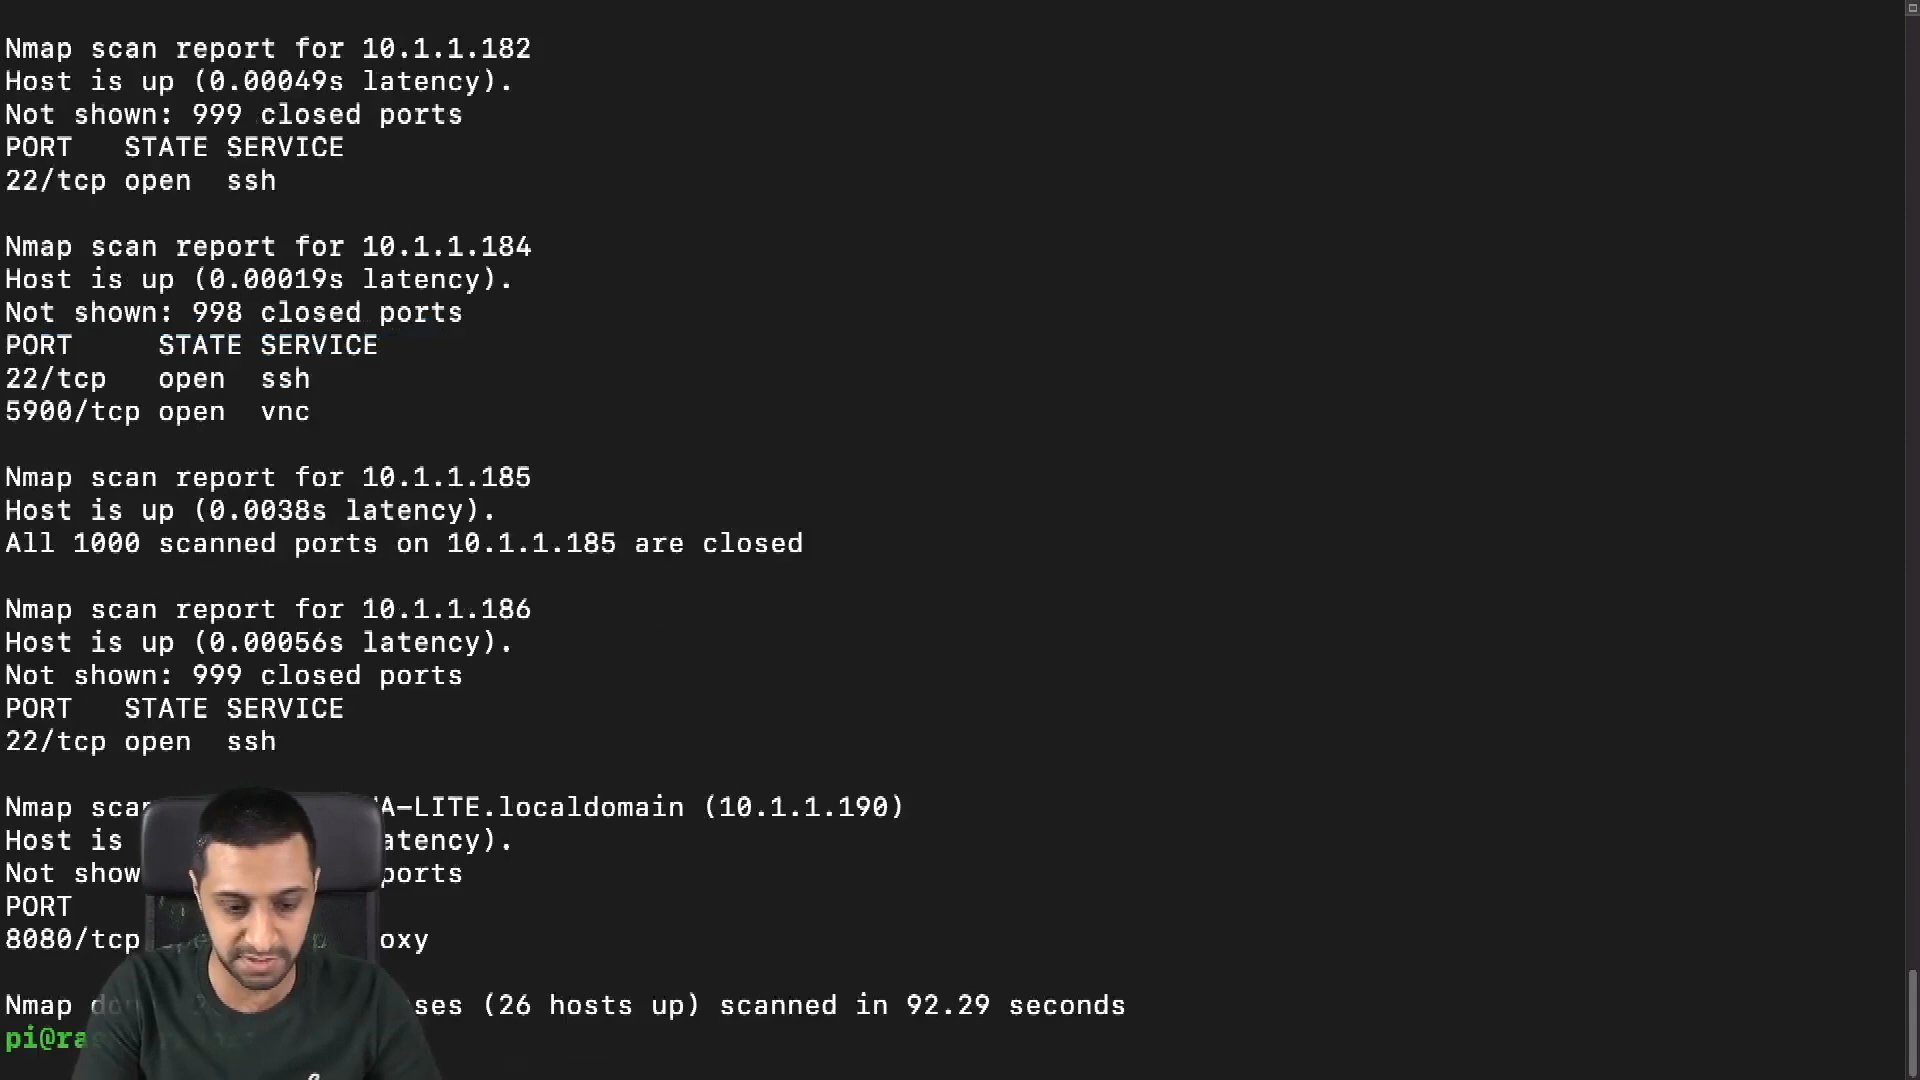 Nmap scan report for 10.1.1.182
Host is up (0.00049s latency).
Not shown: 999 closed ports
PORT   STATE SERVICE
22/tcp open  ssh

Nmap scan report for 10.1.1.184
Host is up (0.00019s latency).
Not shown: 998 closed ports
PORT     STATE SERVICE
22/tcp   open  ssh
5900/tcp open  vnc

Nmap scan report for 10.1.1.185
Host is up (0.0038s latency).
All 1000 scanned ports on 10.1.1.185 are closed

Nmap scan report for 10.1.1.186
Host is up (0.00056s latency).
Not shown: 999 closed ports
PORT   STATE SERVICE
22/tcp open  ssh

Nmap A-LITE.localdomain (10.1.1.190)
Host is latency).
Not ports
PORT
8080/tcp
Nmap (26 hosts up) scanned in 92.29 seconds